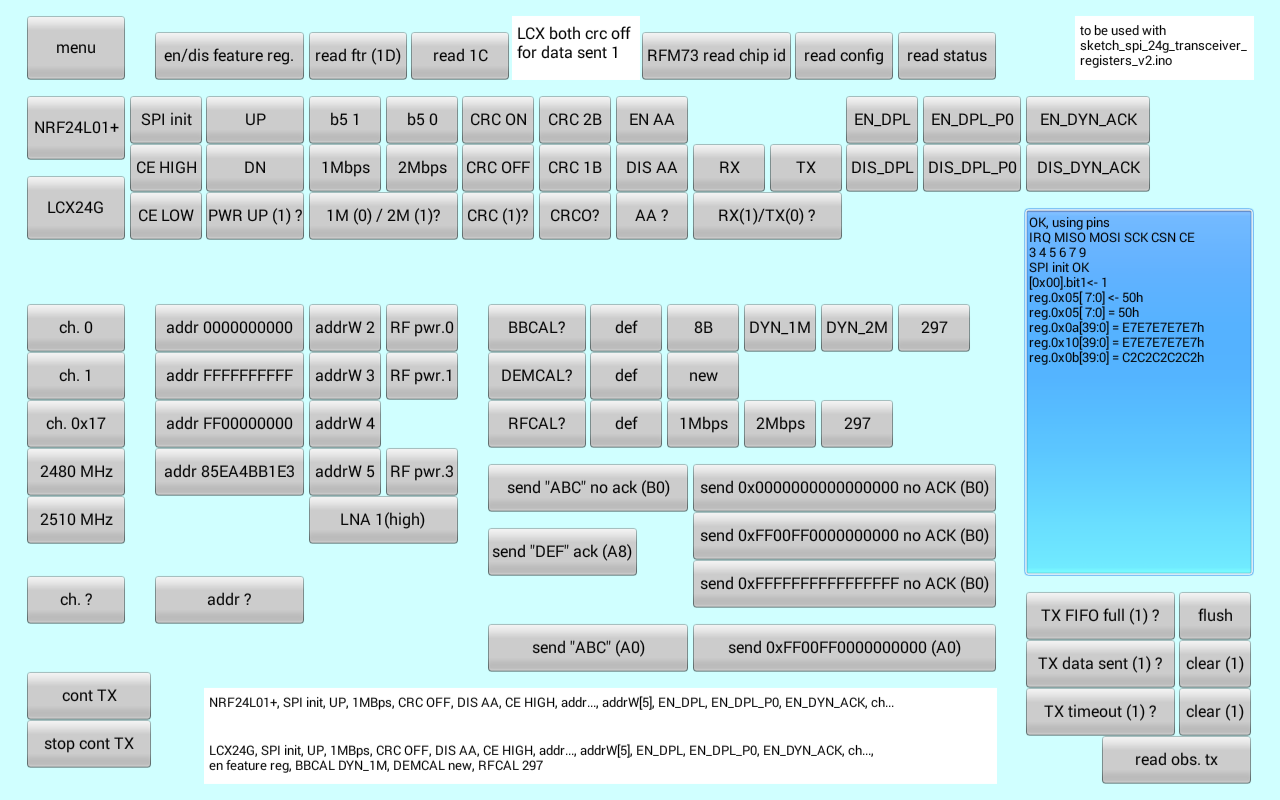 menu
en/dis feature reg.
read ftr (1D)
read 1C
LCX both crc off
for data sent 1
RFM73 read chip id
read config
read status
to be used with
sketch_spi_24g_transceiver_
registers_v2.ino
NRF24L01+
SPI init
UP
b5 1
b5 0
CRC ON
CRC 2B
EN AA
EN_DPL
EN_DPL_P0
EN_DYN_ACK
CE HIGH
DN
1Mbps
2Mbps
CRC OFF
CRC 1B
DIS AA
RX
TX
DIS_DPL
DIS_DPL_P0
DIS_DYN_ACK
LCX24G
CE LOW
PWR UP (1) ?
1M (0) / 2M (1)?
CRC (1)?
CRCO?
AA ?
RX(1)/TX(0) ?
OK, using pins
IRQ MISO MOSI SCK CSN CE
3 4 5 6 7 9
SPI init OK
[0x00].bit1<- 1
reg.0x05[ 7:0] <- 50h
reg.0x05[ 7:0] = 50h
reg.0x0a[39:0] = E7E7E7E7E7h
reg.0x10[39:0] = E7E7E7E7E7h
reg.0x0b[39:0] = C2C2C2C2C2h
ch. 0
addr 0000000000
addrW 2
RF pwr.0
BBCAL?
def
8B
DYN_1M
DYN_2M
297
ch. 1
addr FFFFFFFFFF
addrW 3
RF pwr.1
DEMCAL?
def
new
ch. 0x17
addr FF00000000
addrW 4
RFCAL?
def
1Mbps
2Mbps
297
2480 MHz
addr 85EA4BB1E3
addrW 5
RF pwr.3
send "ABC" no ack (B0)
send 0x0000000000000000 no ACK (B0)
2510 MHz
LNA 1(high)
send 0xFF00FF0000000000 no ACK (B0)
send "DEF" ack (A8)
send 0xFFFFFFFFFFFFFFFF no ACK (B0)
ch. ?
addr ?
TX FIFO full (1) ?
flush
send "ABC" (A0)
send 0xFF00FF0000000000 (A0)
TX data sent (1) ?
clear (1)
cont TX
TX timeout (1) ?
clear (1)
stop cont TX
read obs. tx
NRF24L01+, SPI init, UP, 1MBps, CRC OFF, DIS AA, CE HIGH, addr..., addrW[5], EN_DPL, EN_DPL_P0, EN_DYN_ACK, ch...
LCX24G, SPI init, UP, 1MBps, CRC OFF, DIS AA, CE HIGH, addr..., addrW[5], EN_DPL, EN_DPL_P0, EN_DYN_ACK, ch...,
en feature reg, BBCAL DYN_1M, DEMCAL new, RFCAL 297